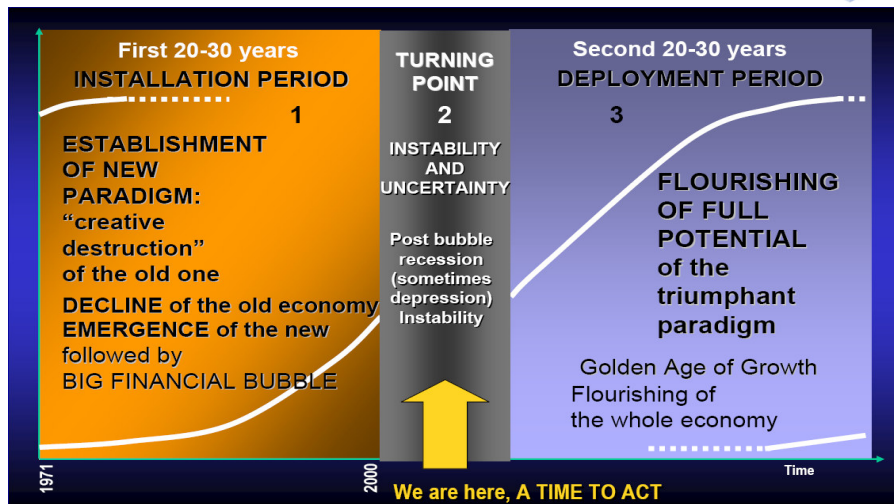 First 20-30 years
INSTALLATION PERIOD
1
ESTABLISHMENT
OF NEW
PARADIGM:
“creative
destruction”
of the old one
DECLINE of the old economy
EMERGENCE of the new
followed by
BIG FINANCIAL BUBBLE
TURNING
POINT
2
INSTABILITY
AND
UNCERTAINTY
Post bubble
recession
(sometimes
depression)
Instability
Second 20-30 years
DEPLOYMENT PERIOD
3
FLOURISHING
OF FULL
POTENTIAL
of the
triumphant
paradigm
Golden Age of Growth
Flourishing of
the whole economy
1971
2000
Time
We are here, A TIME TO ACT